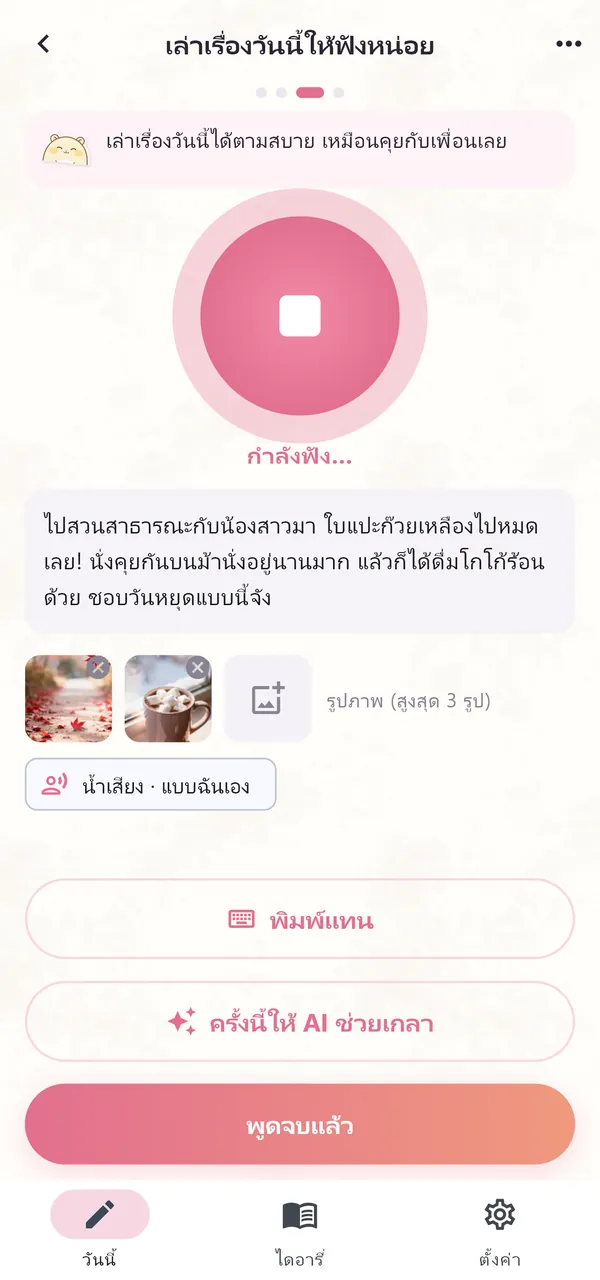 เล่าเรื่องวันนี้ให้ฟังหน่อย
เล่าเรื่องวันนี้ได้ตามสบาย เหมือนคุยกับเพื่อนเลย
กำลังฟัง...
ไปสวนสาธารณะกับน้องสาวมา ใบแปะก๊วยเหลืองไปหมด
เลย! นั่งคุยกันบนม้านั่งอยู่นานมาก แล้วก็ได้ดื่มโกโก้ร้อน
ด้วย ชอบวันหยุดแบบนี้จัง
รูปภาพ (สูงสุด 3 รูป)
น้ำเสียง · แบบฉันเอง
พิมพ์แทน
ครั้งนี้ให้ AI ช่วยเกลา
พูดจบแล้ว
วันนี้
ไดอารี่
ตั้งค่า